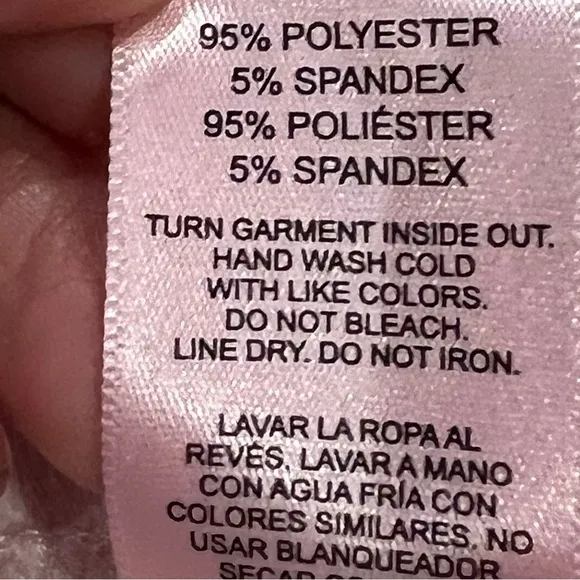 95% POLYESTER
5% SPANDEX
95% POLIÉSTER
5% SPANDEX
TURN GARMENT INSIDE OUT.
HAND WASH COLD
WITH LIKE COLORS.
DO NOT BLEACH.
LINE DRY. DO NOT IRON.
LAVAR LA ROPA AL
REVÉS, LAVAR A MANO
CON AGUA FRÍA CON
COLORES SIMILARES. NO
USAR BLANQUEADOR
SECAR